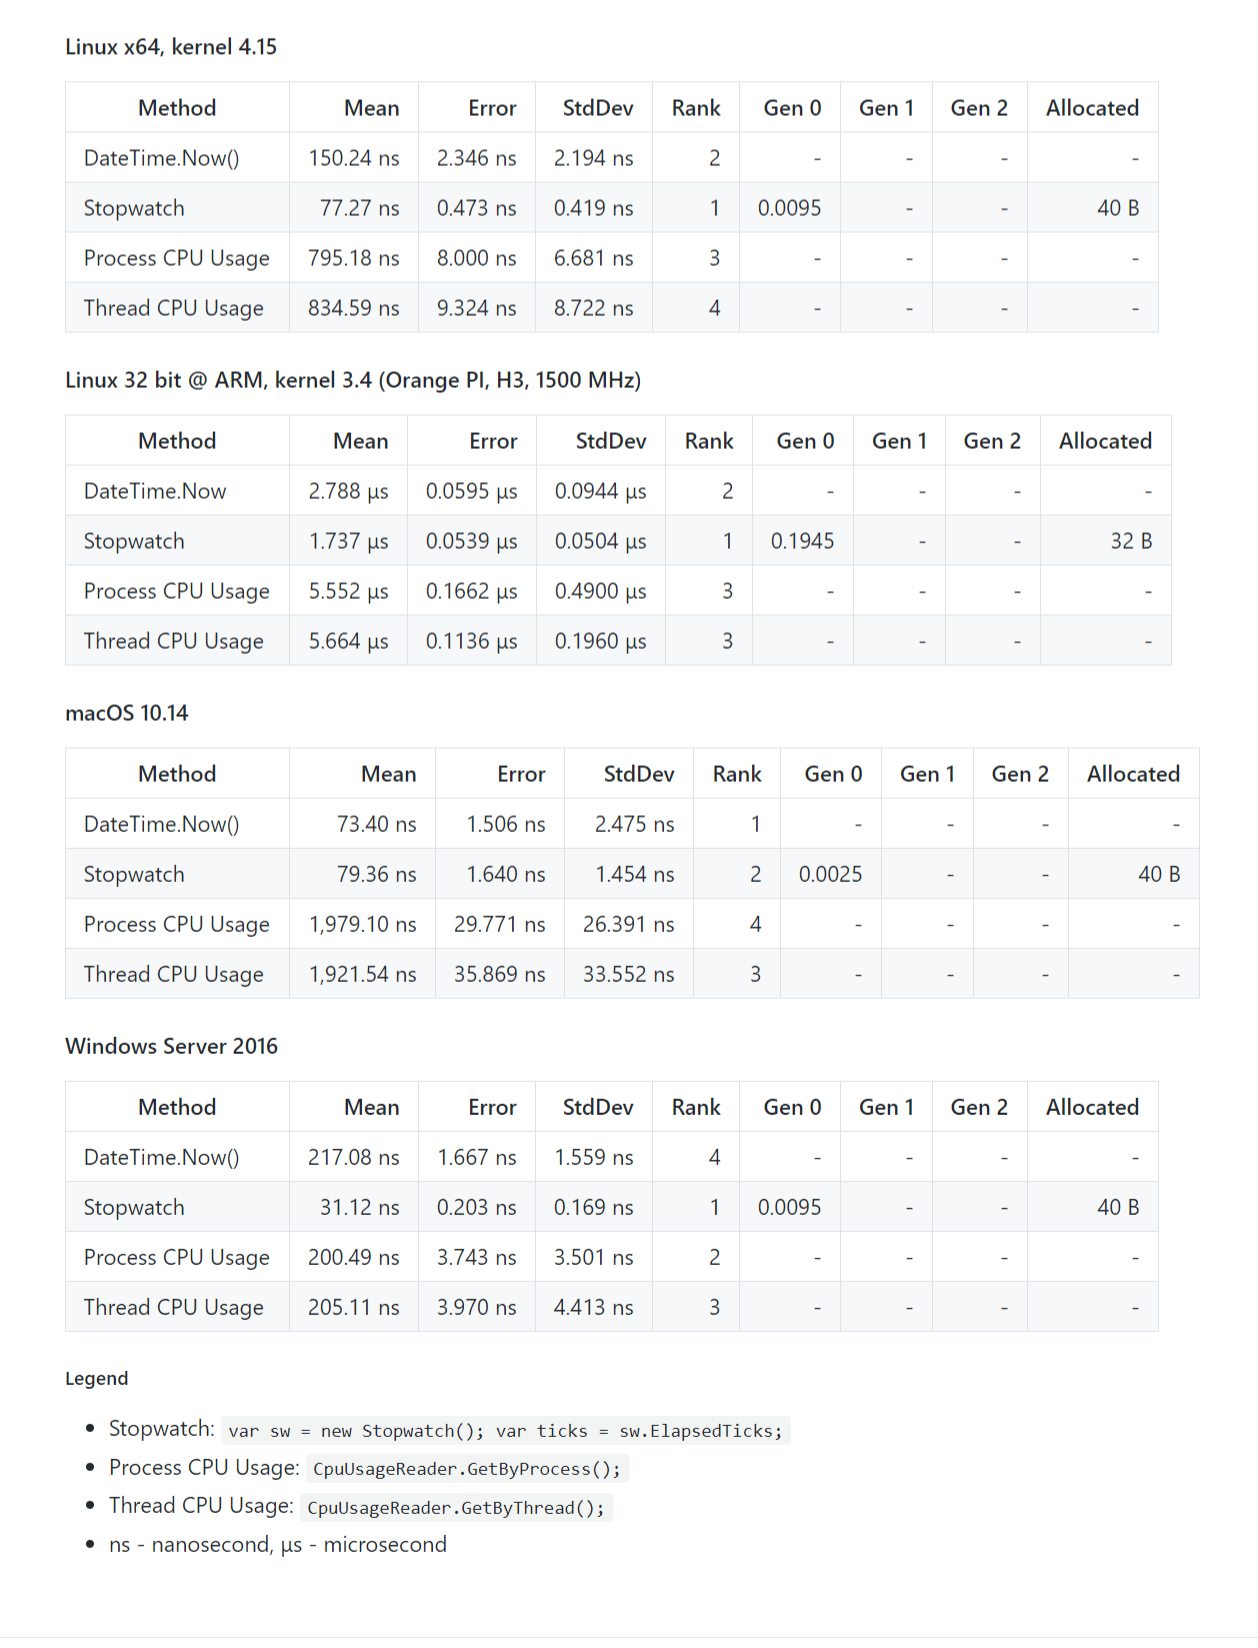 Linux x64, kernel 4.15
Method Mean Error StdDev Rank Gen 0 Gen 1 Gen 2 Allocated
DateTime.Now() 150.24 ns 2.346 ns 2.194 ns 2 - - - -
Stopwatch 77.27 ns 0.473 ns 0.419 ns 1 0.0095 - - 40 B
Process CPU Usage 795.18 ns 8.000 ns 6.681 ns 3 - - - -
Thread CPU Usage 834.59 ns 9.324 ns 8.722 ns 4 - - - -
Linux 32 bit @ ARM, kernel 3.4 (Orange PI, H3, 1500 MHz)
Method Mean Error StdDev Rank Gen 0 Gen 1 Gen 2 Allocated
DateTime.Now 2.788 μs 0.0595 μs 0.0944 μs 2 - - - -
Stopwatch 1.737 μs 0.0539 μs 0.0504 μs 1 0.1945 - - 32 B
Process CPU Usage 5.552 μs 0.1662 μs 0.4900 μs 3 - - - -
Thread CPU Usage 5.664 μs 0.1136 μs 0.1960 μs 3 - - - -
macOS 10.14
Method Mean Error StdDev Rank Gen 0 Gen 1 Gen 2 Allocated
DateTime.Now() 73.40 ns 1.506 ns 2.475 ns 1 - - - -
Stopwatch 79.36 ns 1.640 ns 1.454 ns 2 0.0025 - - 40 B
Process CPU Usage 1,979.10 ns 29.771 ns 26.391 ns 4 - - - -
Thread CPU Usage 1,921.54 ns 35.869 ns 33.552 ns 3 - - - -
Windows Server 2016
Method Mean Error StdDev Rank Gen 0 Gen 1 Gen 2 Allocated
DateTime.Now() 217.08 ns 1.667 ns 1.559 ns 4 - - - -
Stopwatch 31.12 ns 0.203 ns 0.169 ns 1 0.0095 - - 40 B
Process CPU Usage 200.49 ns 3.743 ns 3.501 ns 2 - - - -
Thread CPU Usage 205.11 ns 3.970 ns 4.413 ns 3 - - - -
Legend
• Stopwatch: var sw = new Stopwatch(); var ticks = sw.ElapsedTicks;
• Process CPU Usage: CpuUsageReader.GetByProcess();
• Thread CPU Usage: CpuUsageReader.GetByThread();
• ns - nanosecond, μs - microsecond